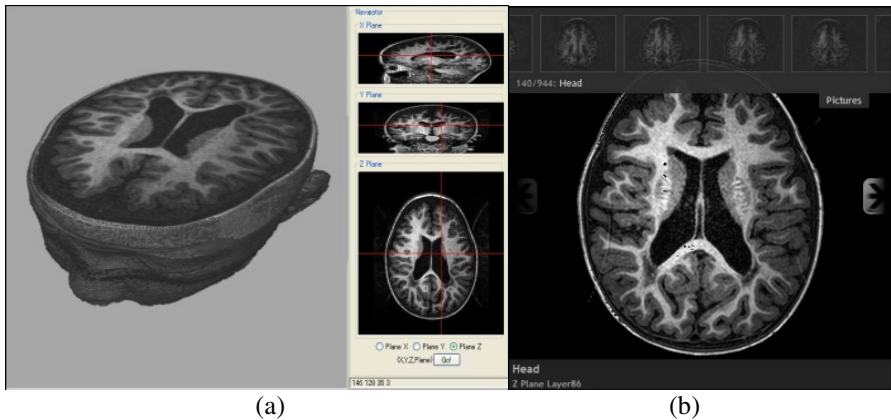 Navigator
X Plane
Y Plane
Z Plane
Plane X Plane Y Plane Z
(X,Y,Z,Plane) Go!
146 128 35 3
140/944: Head
Pictures
Head
Z Plane Layer86
(a) (b)